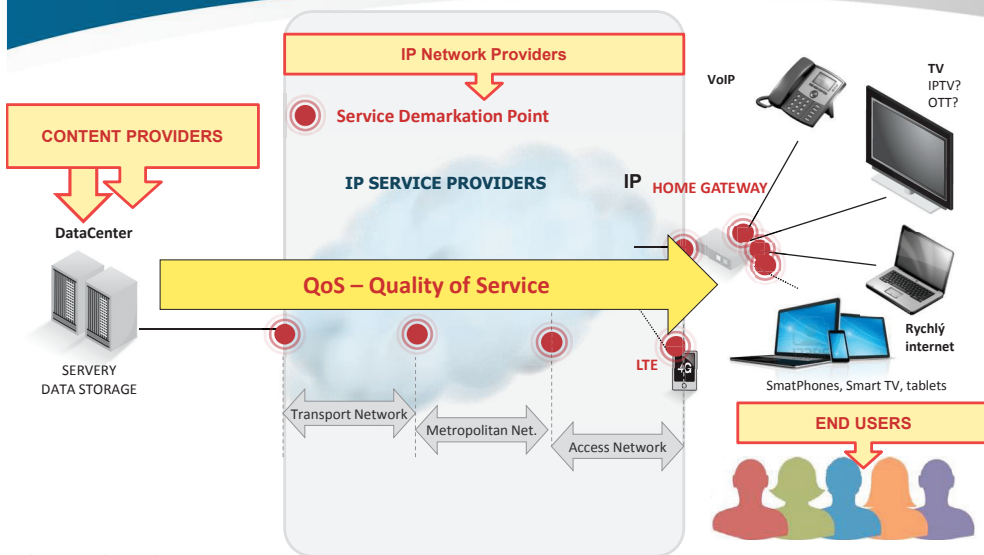 IP Network Providers
Service Demarkation Point
CONTENT PROVIDERS
DataCenter
SERVERY
DATA STORAGE
IP SERVICE PROVIDERS
IP
HOME GATEWAY
VoIP
TV
IPTV?
OTT?
QoS – Quality of Service
LTE
4G
Rychlý
internet
SmatPhones, Smart TV, tablets
Transport Network
Metropolitan Net.
Access Network
END USERS